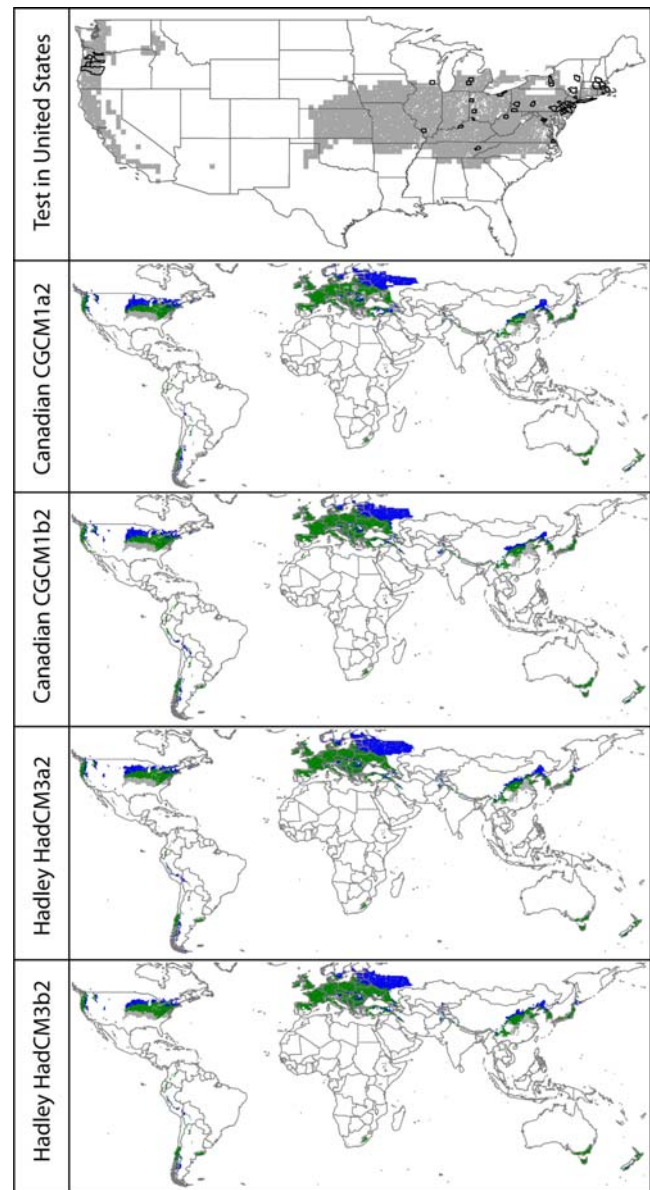 Test in United States
Canadian CGCM1a2
Canadian CGCM1b2
Hadley HadCM3a2
Hadley HadCM3b2